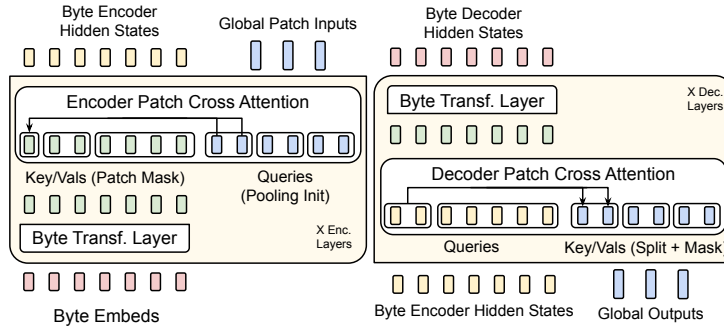 Byte Encoder
Hidden States
Global Patch Inputs
Encoder Patch Cross Attention
Key/Vals (Patch Mask)
Queries
(Pooling Init)
Byte Transf. Layer
X Enc.
Layers
Byte Embeds
Byte Decoder
Hidden States
Byte Transf. Layer
X Dec.
Layers
Decoder Patch Cross Attention
Queries
Key/Vals (Split + Mask)
Byte Encoder Hidden States
Global Outputs